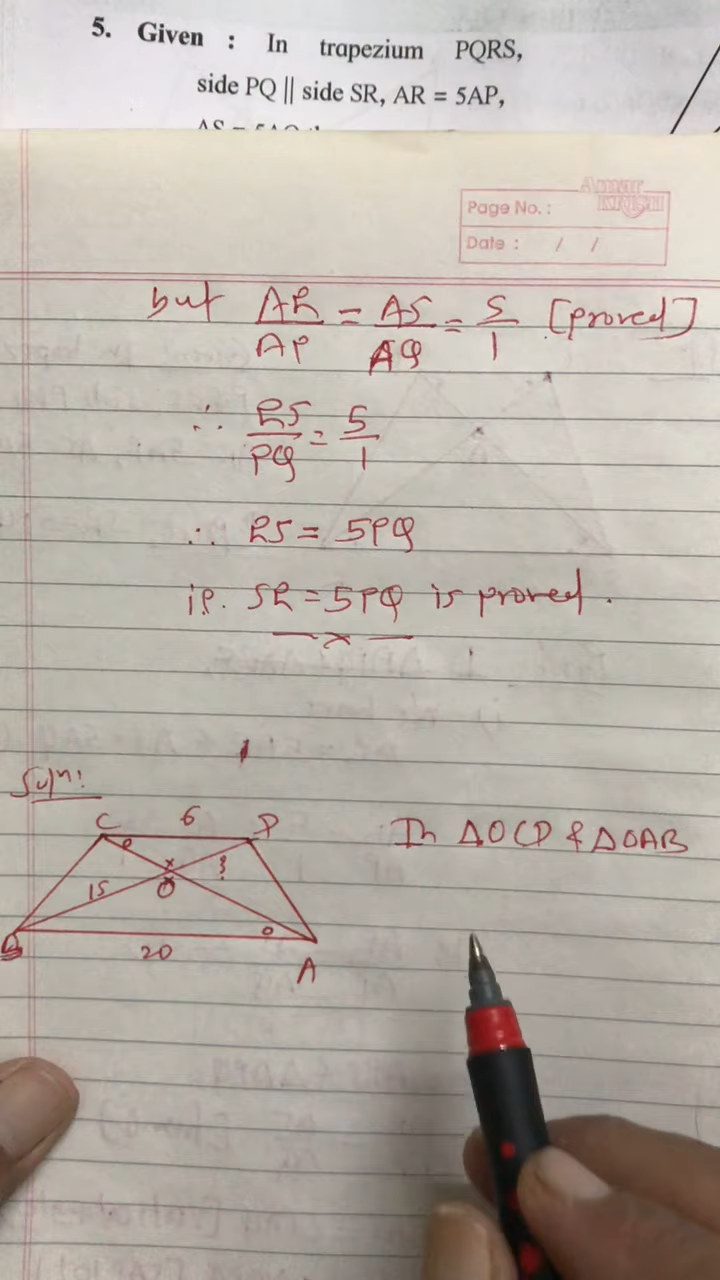 5. Given : In trapezium PQRS,
side PQ || side SR, AR = 5AP,
Page No. :
Date : / /
but AR/AP = AS/AQ = 5/1 [proved]
∴ RS/PQ = 5/1
∴ RS = 5PQ
i.e. SR = 5PQ is proved.
Soln:
C 6 D
15 O ?
20
A
In ΔOCD & ΔOAB